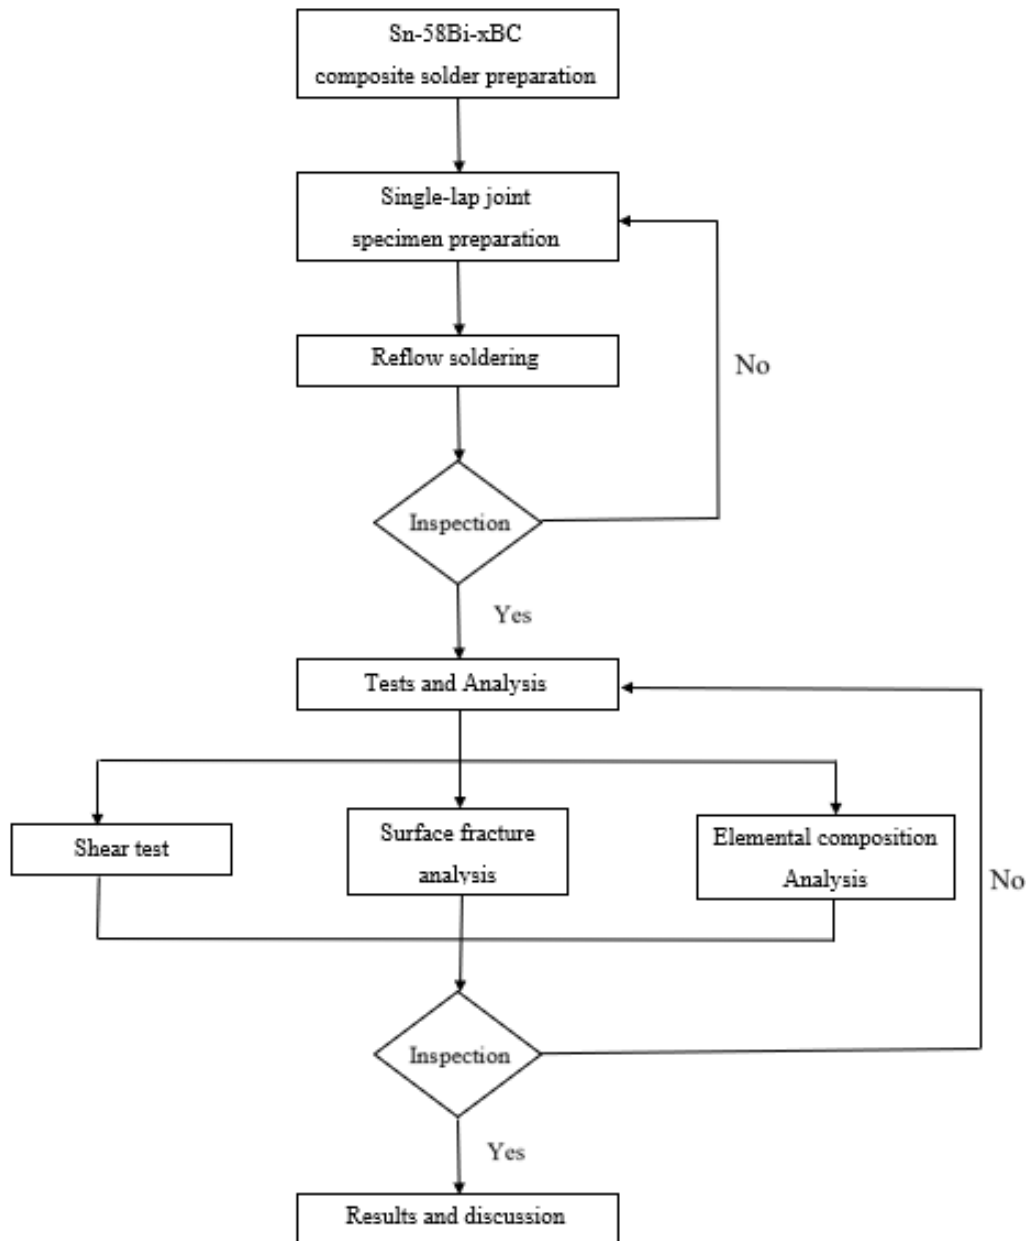 Sn-58Bi-xBC
composite solder preparation
Single-lap joint
specimen preparation
Reflow soldering
No
Inspection
Yes
Tests and Analysis
Shear test
Surface fracture
analysis
Elemental composition
Analysis
No
Inspection
Yes
Results and discussion